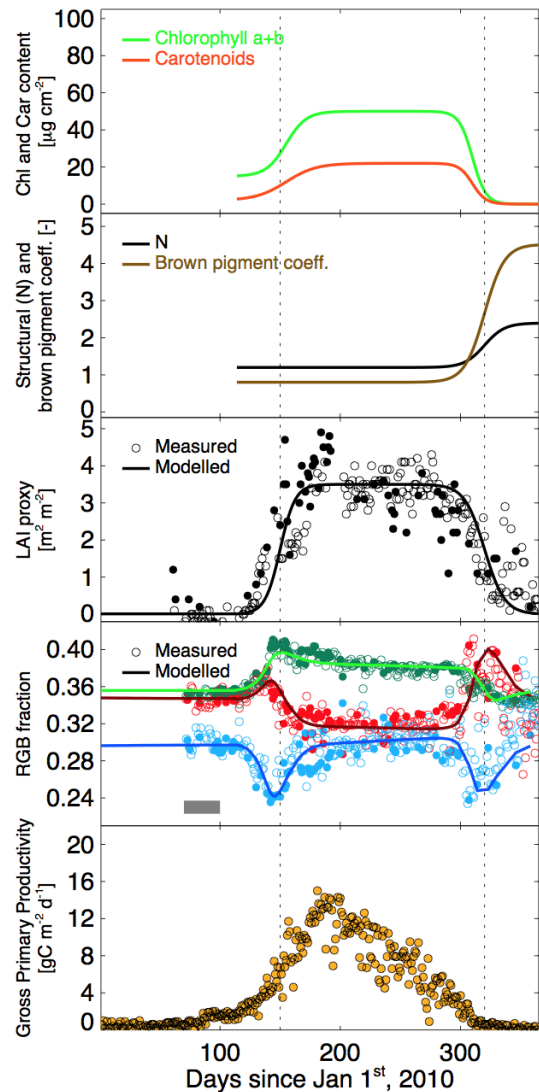 Chl and Car content
[μg cm-2]
100
80
60
40
20
0
Chlorophyll a+b
Carotenoids
Structural (N) and
brown pigment coeff. [-]
5
4
3
2
1
0
N
Brown pigment coeff.
LAI proxy
[m2 m-2]
5
4
3
2
1
0
Measured
Modelled
RGB fraction
0.40
0.36
0.32
0.28
0.24
Measured
Modelled
Gross Primary Productivity
[gC m-2 d-1]
20
16
12
8
4
0
100 200 300
Days since Jan 1st, 2010